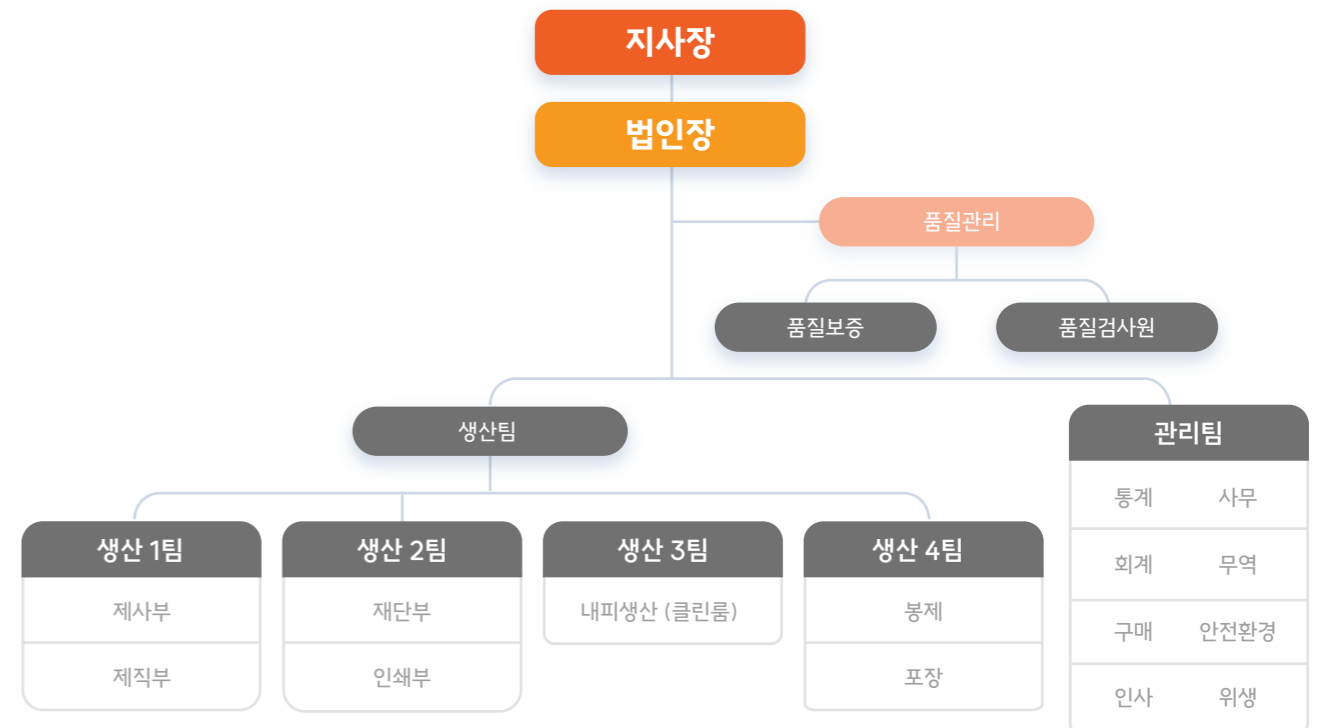 지사장
법인장
품질관리
품질보증 품질검사원
생산팀
관리팀
통계 사무
회계 무역
구매 안전환경
인사 위생
생산 1팀 생산 2팀 생산 3팀 생산 4팀
제사부 재단부 내피생산 (클린룸) 봉제
제직부 인쇄부 포장